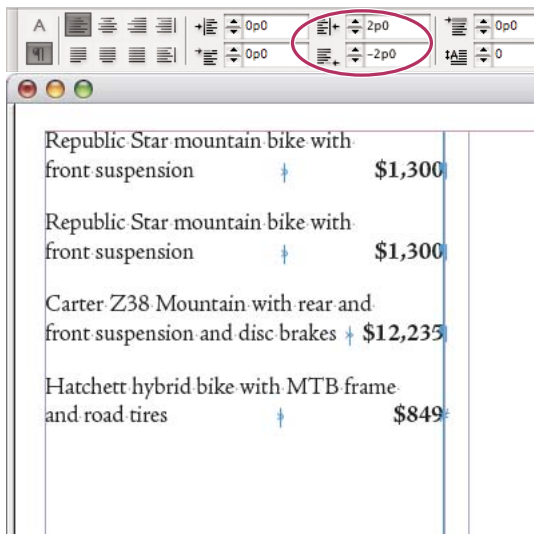 A 0p0 2p0 0p0
¶ 0p0 -2p0 A 0
Republic Star mountain bike with
front suspension $1,300
Republic Star mountain bike with
front suspension $1,300
Carter Z38 Mountain with rear and
front suspension and disc brakes $12,235
Hatchett hybrid bike with MTB frame
and road tires $849